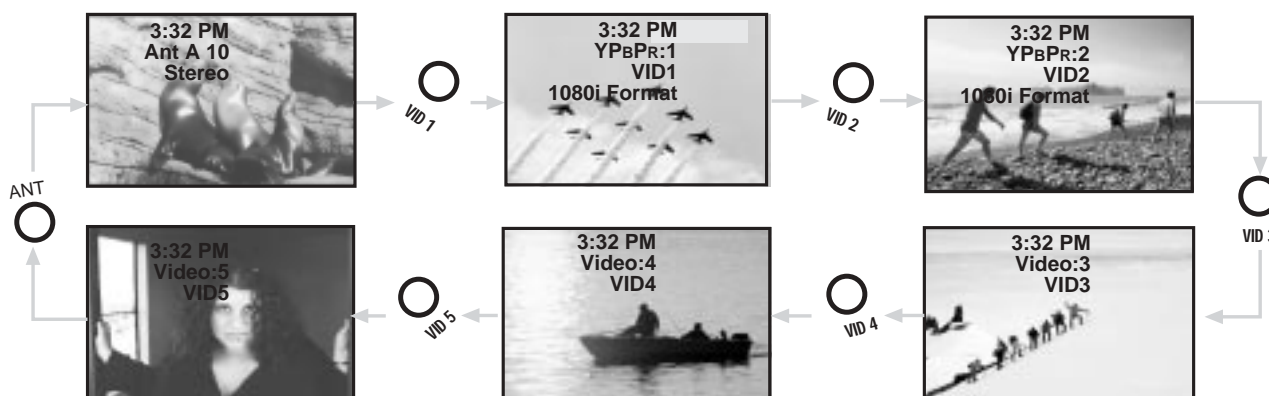 3:32 PM
Ant A 10
Stereo
VID 1
3:32 PM
YPBPR:1
VID1
1080i Format
VID 2
3:32 PM
YPBPR:2
VID2
1080i Format
VID 3
3:32 PM
Video:3
VID3
VID 4
3:32 PM
Video:4
VID4
VID 5
3:32 PM
Video:5
VID5
ANT